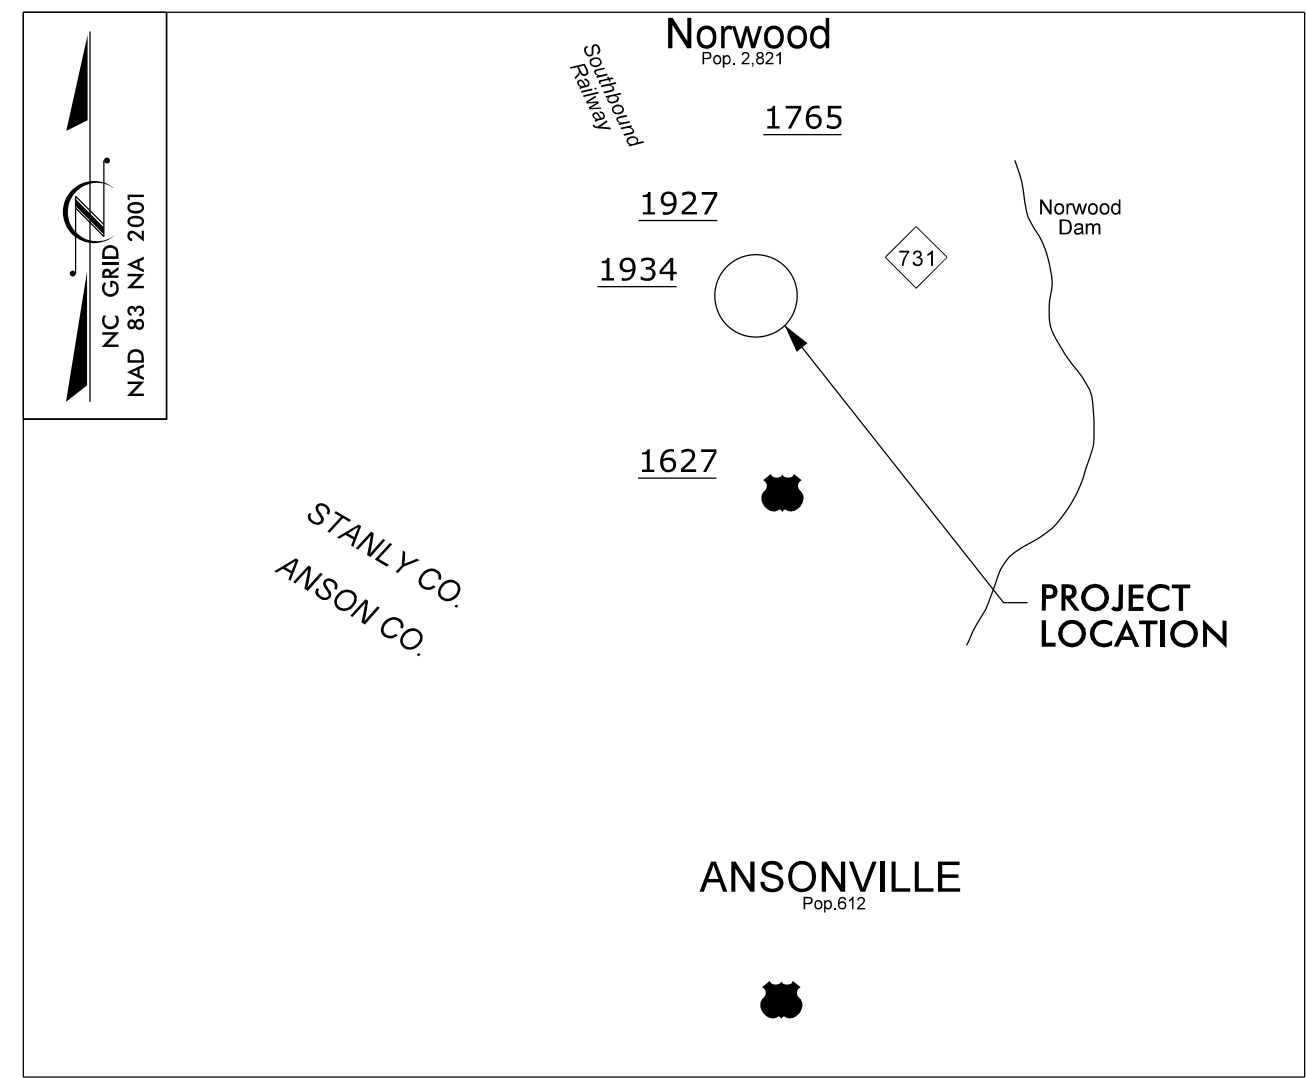 Norwood
Pop. 2,821
Southbound
Railway
1765
1927
Norwood
Dam
1934
731
NC GRID
NAD 83 NA 2001
1627
STANLY CO.
ANSON CO.
PROJECT
LOCATION
ANSONVILLE
Pop.612